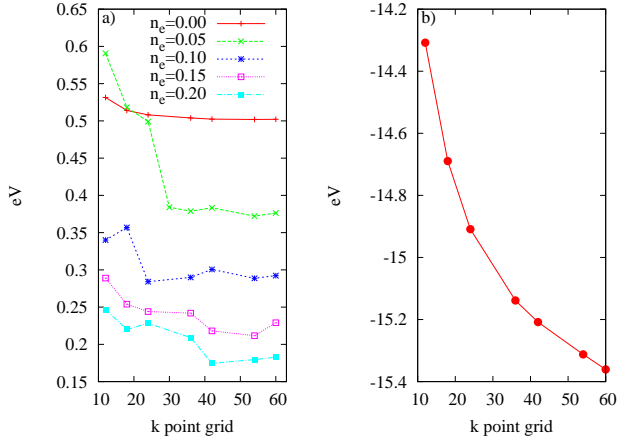 a)
n_e=0.00
n_e=0.05
n_e=0.10
n_e=0.15
n_e=0.20
0.65
0.6
0.55
0.5
0.45
0.4
0.35
0.3
0.25
0.2
0.15
eV
10 20 30 40 50 60
k point grid
b)
-14.2
-14.4
-14.6
-14.8
-15
-15.2
-15.4
eV
10 20 30 40 50 60
k point grid